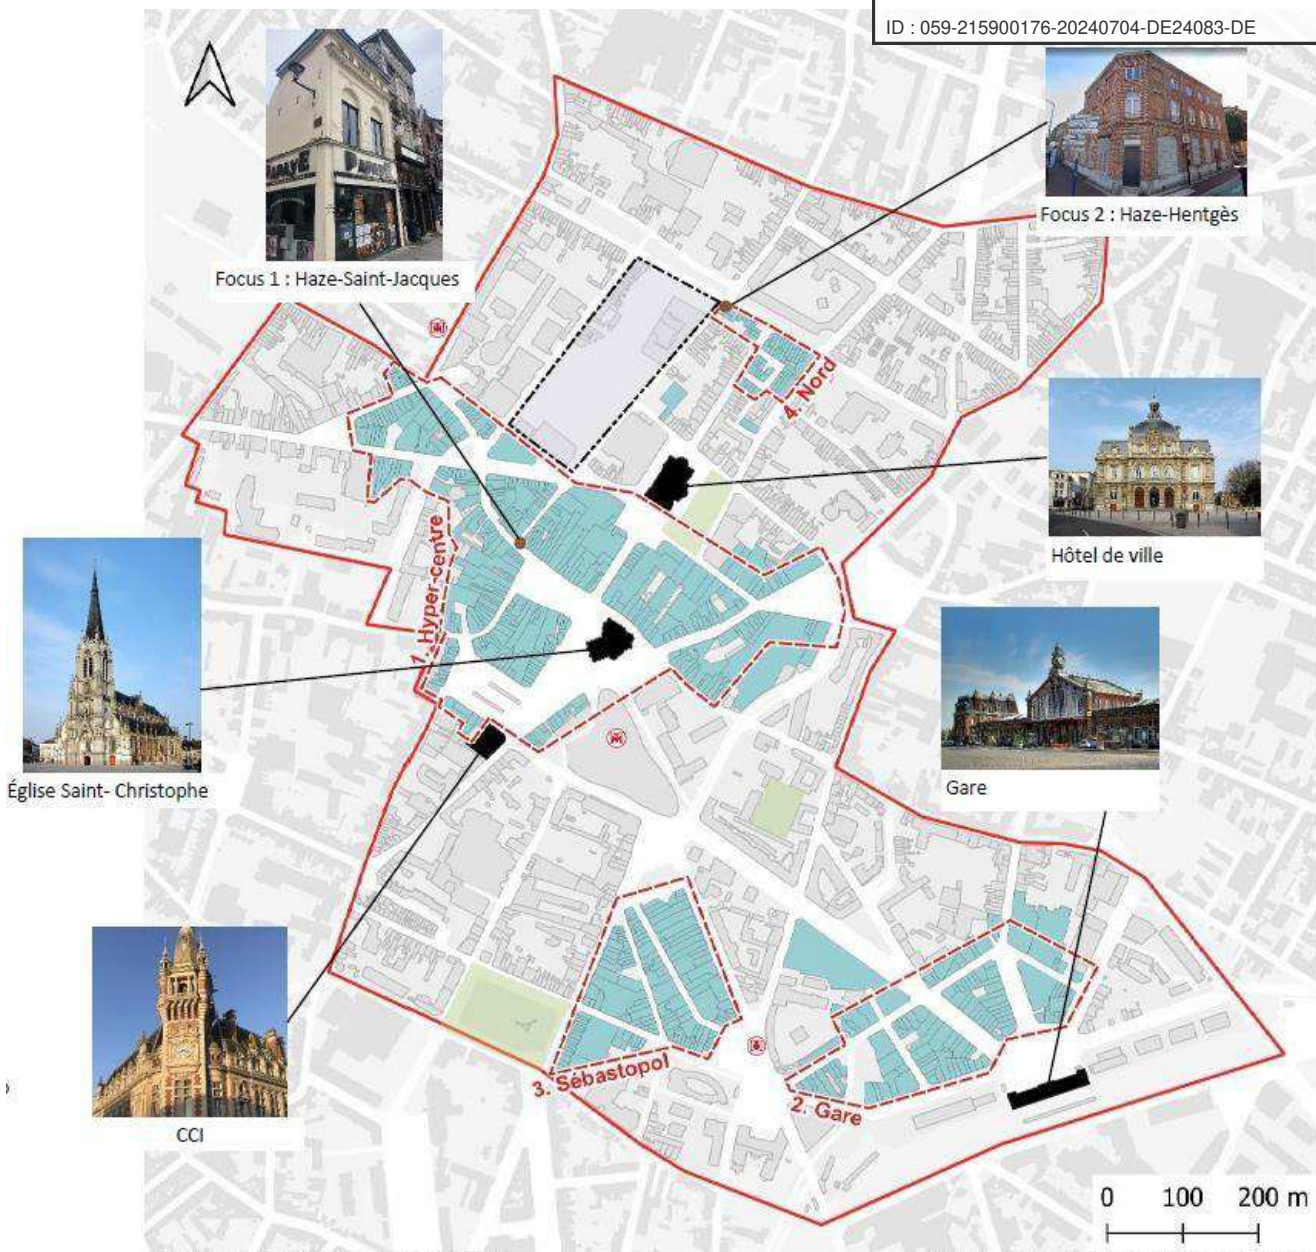 ID : 059-215900176-20240704-DE24083-DE
Focus 2 : Haze-Hentgès
Focus 1 : Haze-Saint-Jacques
4. Nord
Hôtel de ville
1. Hyper-centre
Église Saint- Christophe
Gare
3. Sébastopol
2. Gare
CCI
0 100 200 m